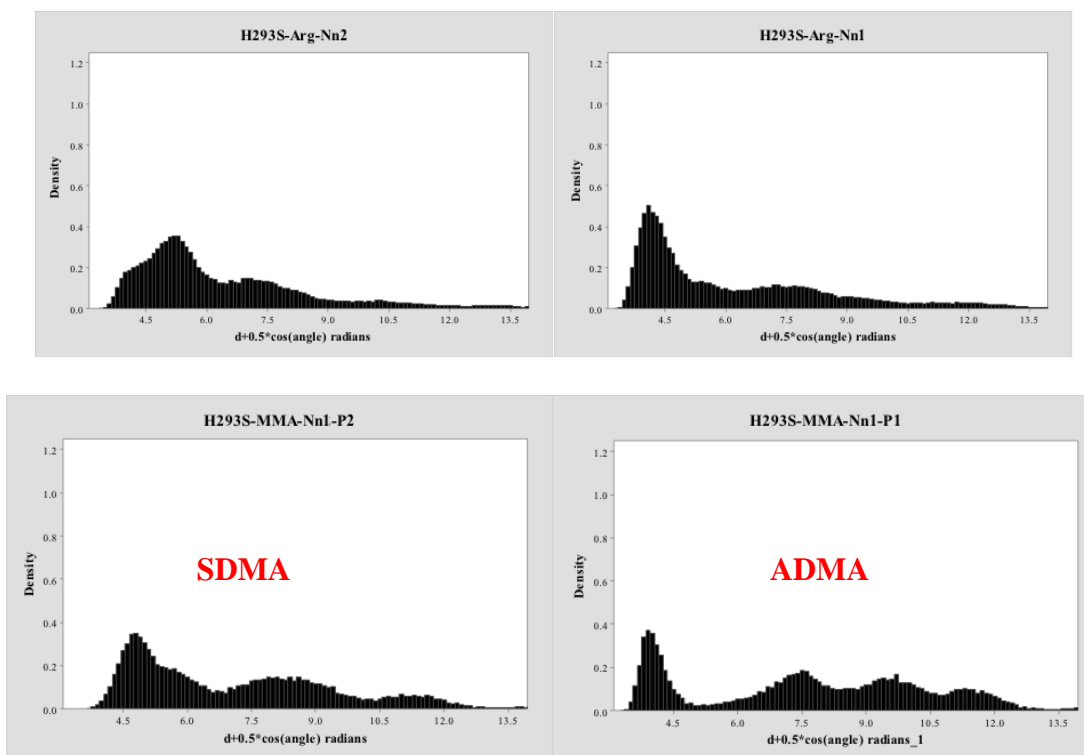 H293S-Arg-Nn2
1.2
1.0
0.8
0.6
0.4
0.2
0.0
Density
4.5 6.0 7.5 9.0 10.5 12.0 13.5
d+0.5*cos(angle) radians
H293S-Arg-Nn1
1.2
1.0
0.8
0.6
0.4
0.2
0.0
Density
4.5 6.0 7.5 9.0 10.5 12.0 13.5
d+0.5*cos(angle) radians
H293S-MMA-Nn1-P2
1.2
1.0
0.8
0.6
0.4
0.2
0.0
Density
SDMA
4.5 6.0 7.5 9.0 10.5 12.0 13.5
d+0.5*cos(angle) radians
H293S-MMA-Nn1-P1
1.2
1.0
0.8
0.6
0.4
0.2
0.0
Density
ADMA
4.5 6.0 7.5 9.0 10.5 12.0 13.5
d+0.5*cos(angle) radians_1